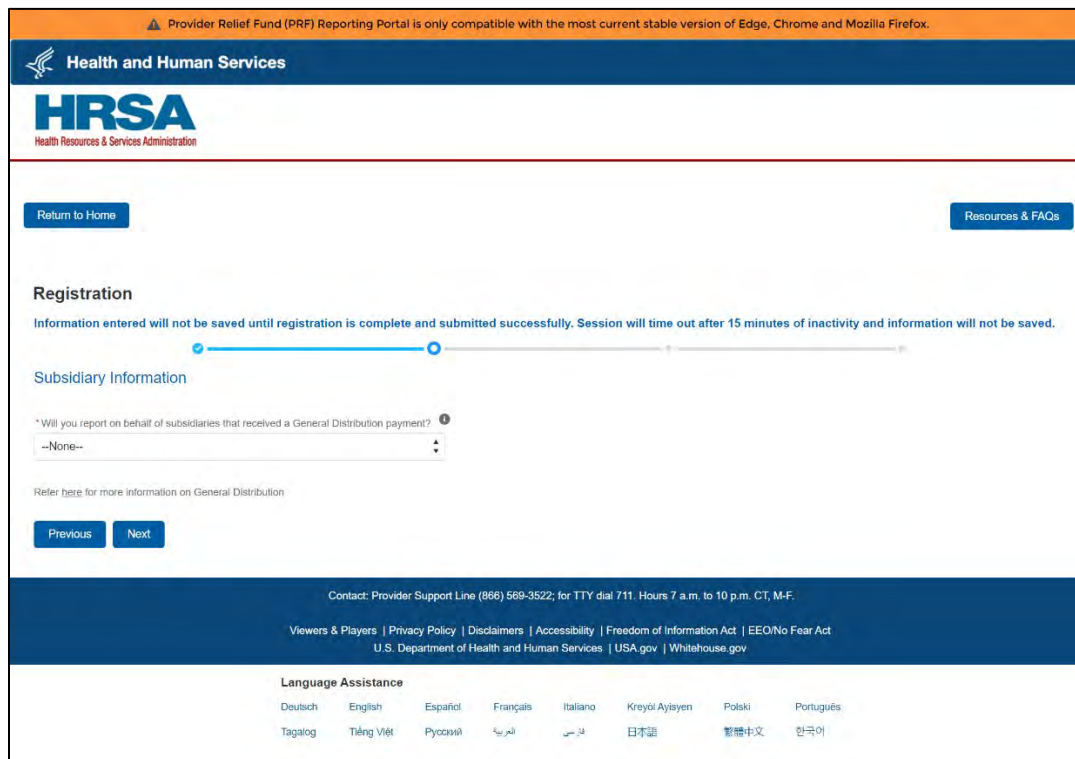 Provider Relief Fund (PRF) Reporting Portal is only compatible with the most current stable version of Edge, Chrome and Mozilla Firefox.
Health and Human Services
HRSA
Health Resources & Services Administration
Return to Home
Resources & FAQs
Registration
Information entered will not be saved until registration is complete and submitted successfully. Session will time out after 15 minutes of inactivity and information will not be saved.
Subsidiary Information
*Will you report on behalf of subsidiaries that received a General Distribution payment?
--None--
Refer here for more information on General Distribution
Previous Next
Contact: Provider Support Line (866) 569-3522; for TTY dial 711. Hours 7 a.m. to 10 p.m. CT, M-F.
Viewers & Players | Privacy Policy | Disclaimers | Accessibility | Freedom of Information Act | EEO/No Fear Act
U.S. Department of Health and Human Services | USA.gov | Whitehouse.gov
Language Assistance
Deutsch English Español Français Italiano Kreyòl Ayisyen Polski Português
Tagalog Tiếng Việt Русский العربية فارسی 日本語 繁體中文 한국어